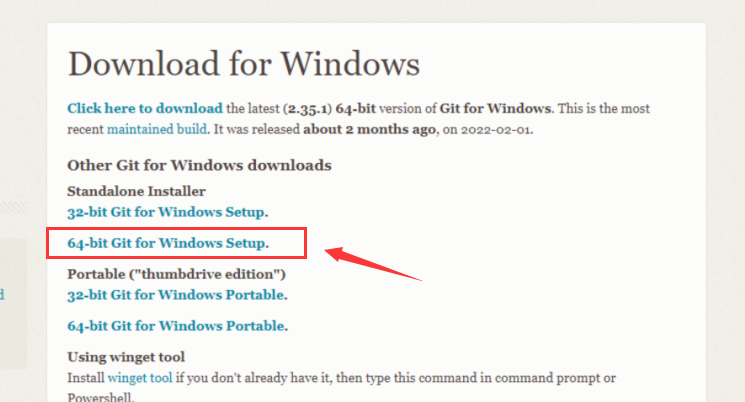 Download for Windows
Click here to download the latest (2.35.1) 64-bit version of Git for Windows. This is the most
recent maintained build. It was released about 2 months ago, on 2022-02-01.
Other Git for Windows downloads
Standalone Installer
32-bit Git for Windows Setup.
64-bit Git for Windows Setup.
Portable ("thumbdrive edition")
32-bit Git for Windows Portable.
64-bit Git for Windows Portable.
Using winget tool
Install winget tool if you don't already have it, then type this command in command prompt or
Powershell.